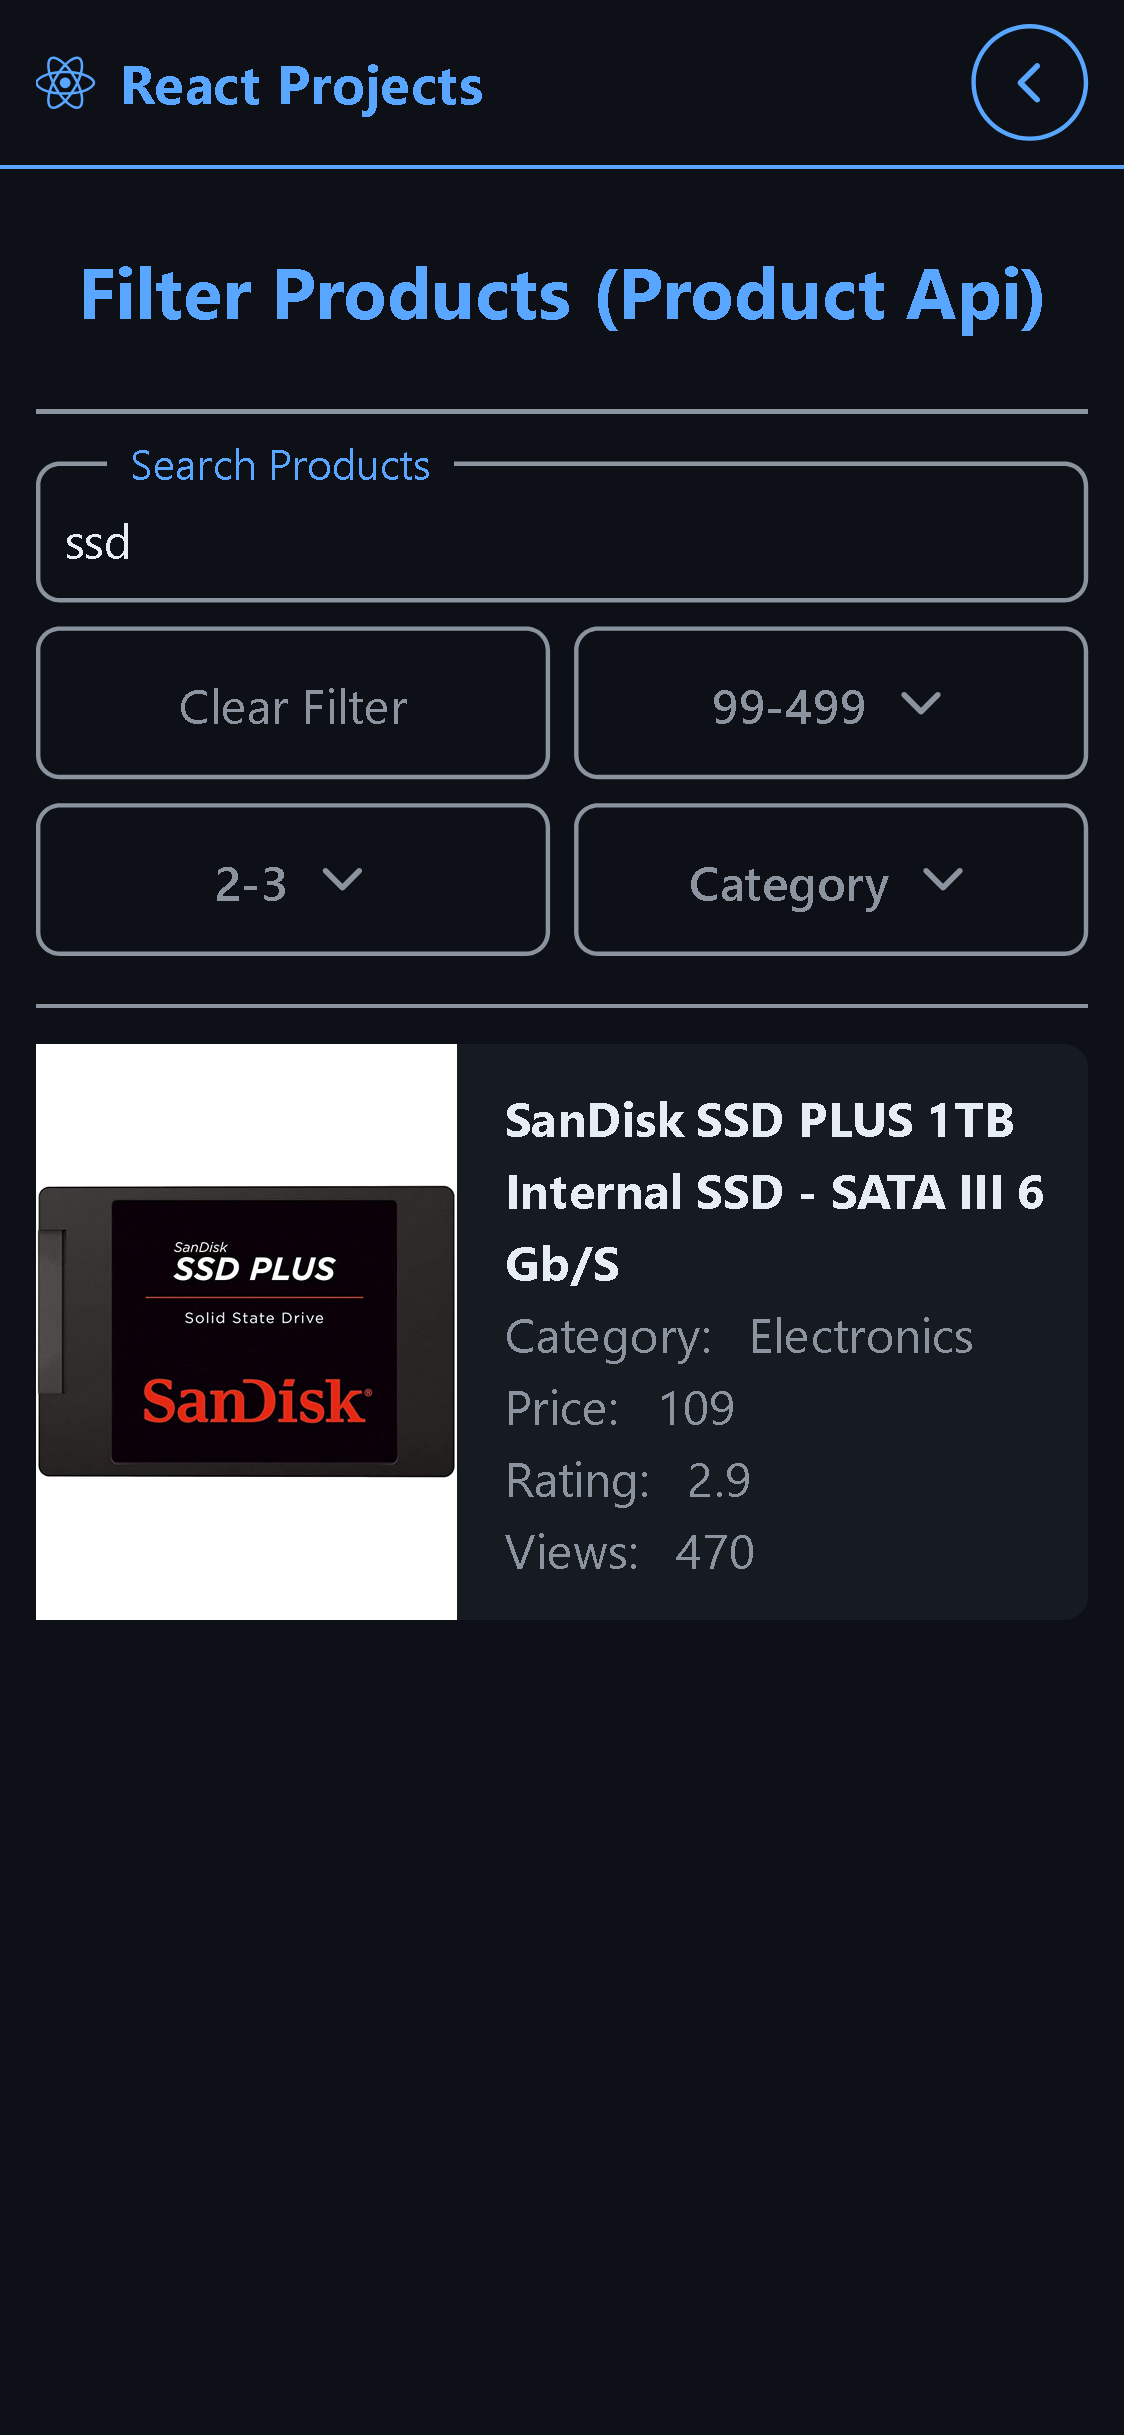 React Projects
Filter Products (Product Api)
Search Products
ssd
Clear Filter
99-499
2-3
Category
SanDisk
SSD PLUS
Solid State Drive
SanDisk®
SanDisk SSD PLUS 1TB
Internal SSD - SATA III 6
Gb/S
Category: Electronics
Price: 109
Rating: 2.9
Views: 470